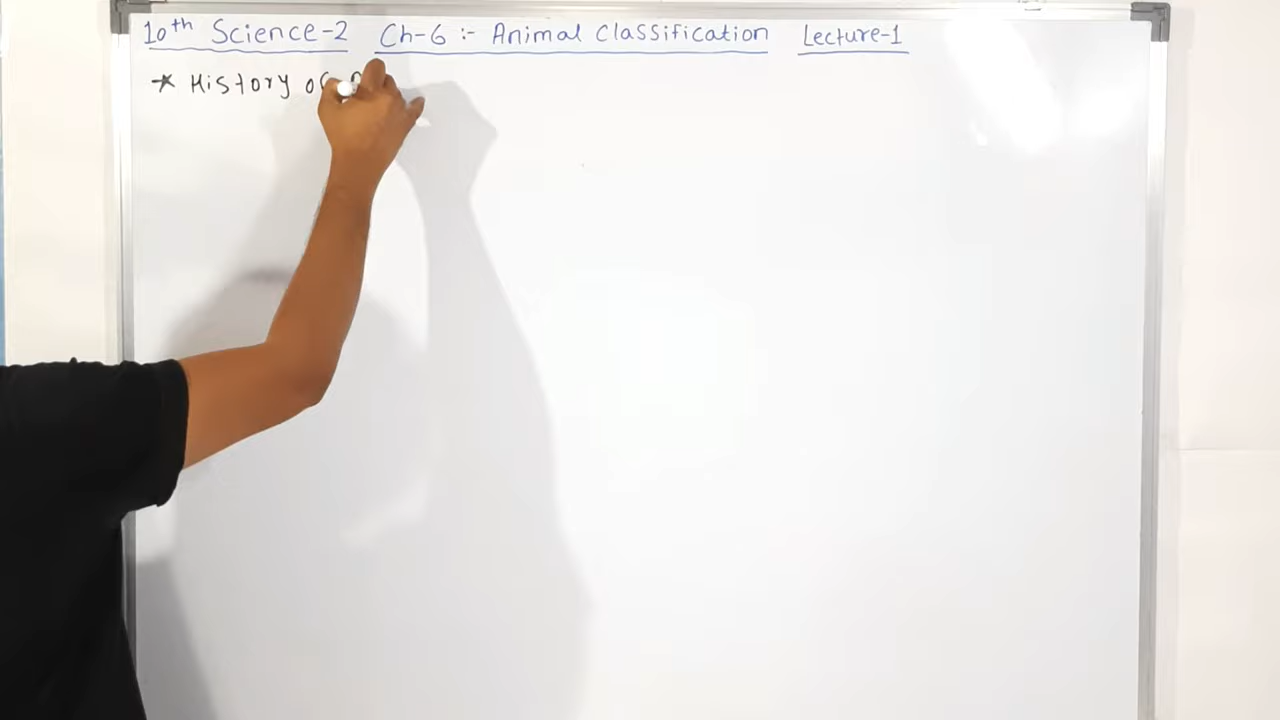 10th Science-2 Ch-6 :- Animal Classification Lecture-1
* History of